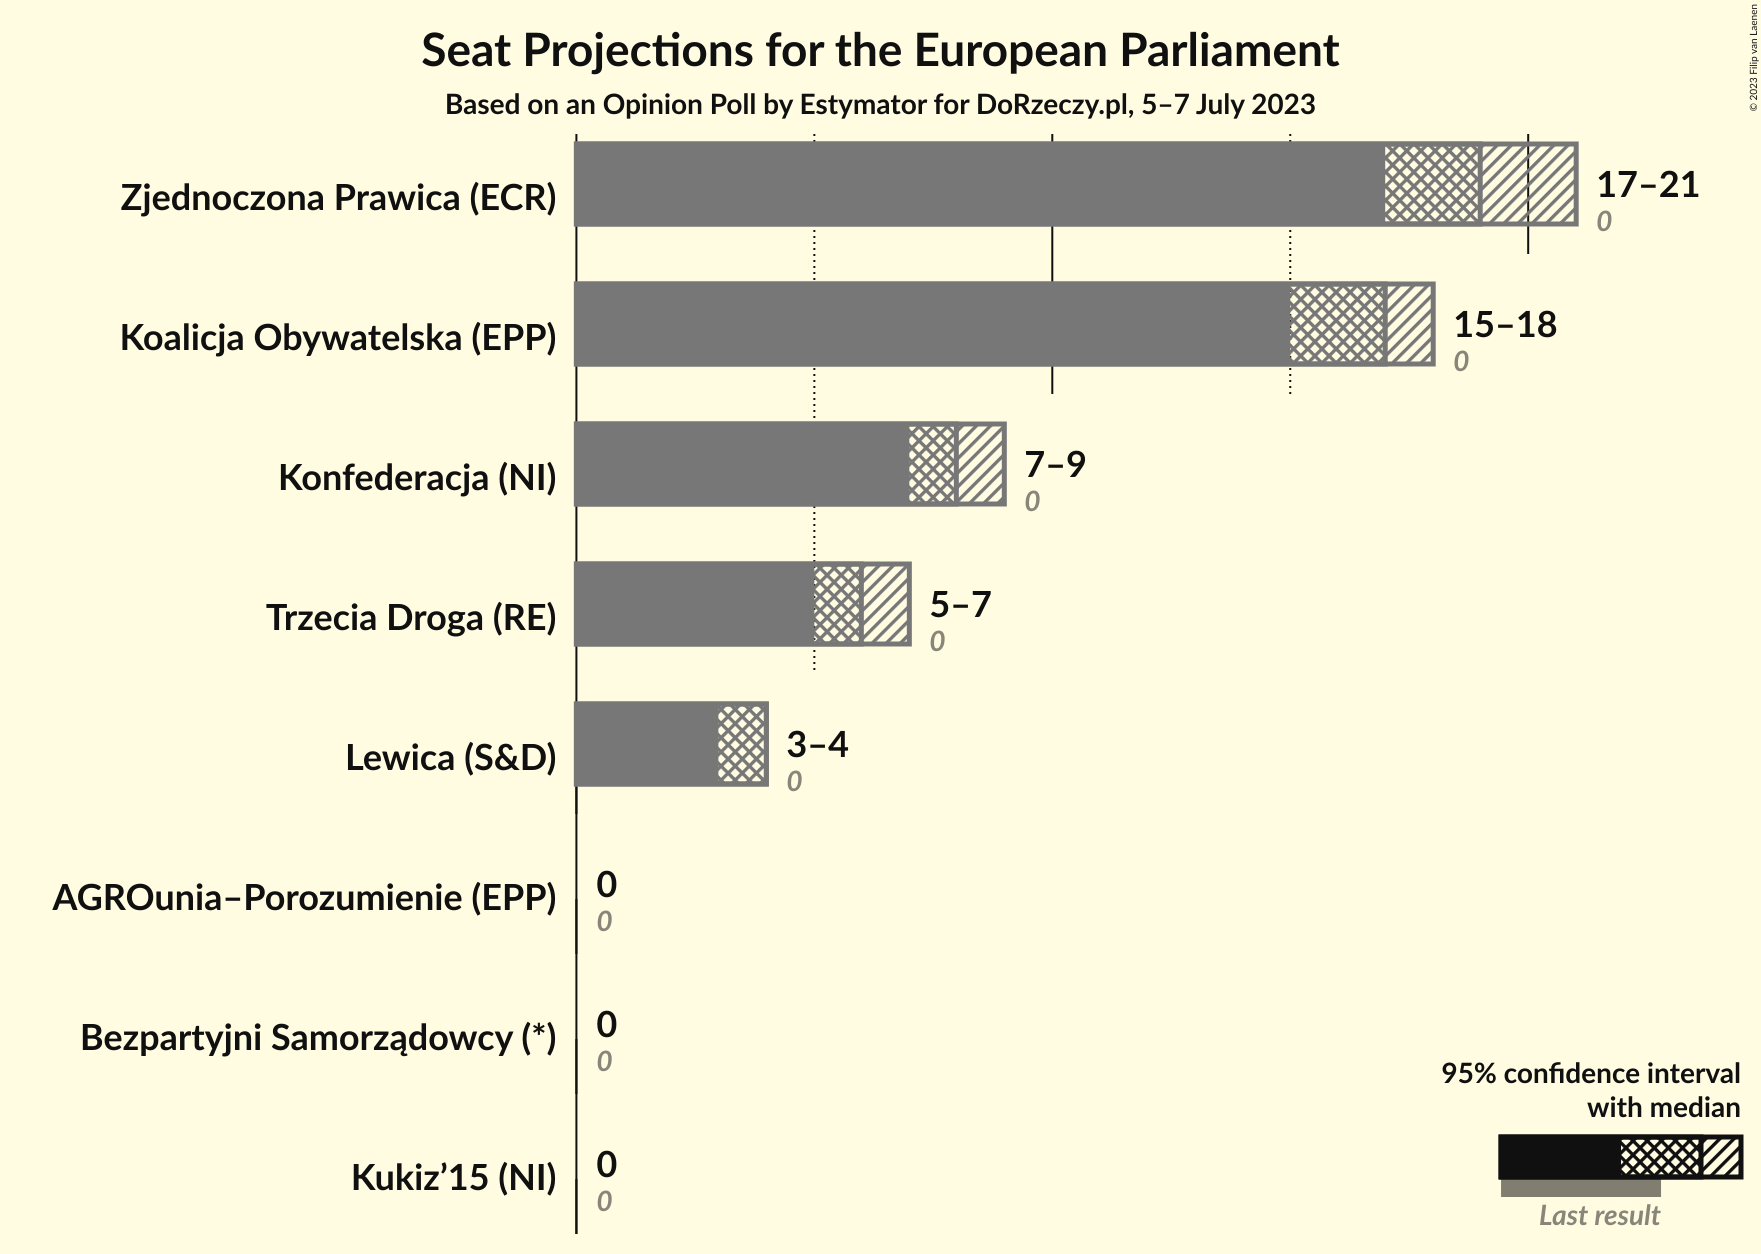 Seat Projections for the European Parliament
Based on an Opinion Poll by Estymator for DoRzeczy.pl, 5–7 July 2023
© 2023 Filip van Laenen
Zjednoczona Prawica (ECR)
17–21
0
Koalicja Obywatelska (EPP)
15–18
0
Konfederacja (NI)
7–9
0
Trzecia Droga (RE)
5–7
0
Lewica (S&D)
3–4
0
AGROunia–Porozumienie (EPP)
0
0
Bezpartyjni Samorządowcy (*)
0
0
Kukiz’15 (NI)
0
0
95% confidence interval
with median
Last result